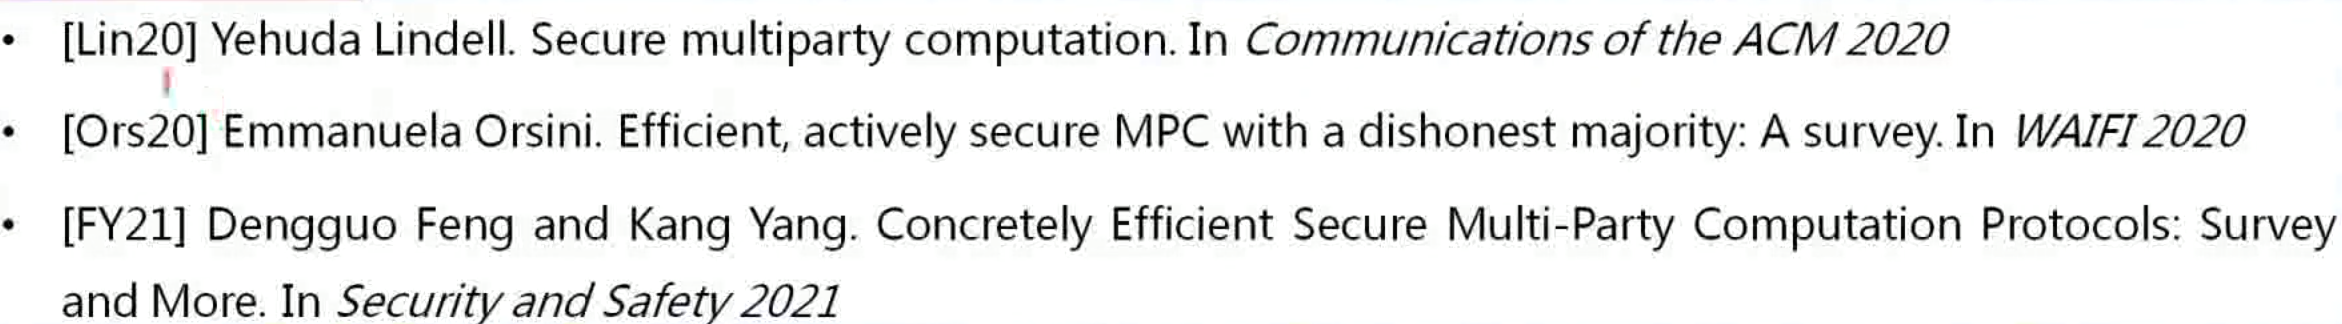 • [Lin20] Yehuda Lindell. Secure multiparty computation. In Communications of the ACM 2020
• [Ors20] Emmanuela Orsini. Efficient, actively secure MPC with a dishonest majority: A survey. In WAIFI 2020
• [FY21] Dengguo Feng and Kang Yang. Concretely Efficient Secure Multi-Party Computation Protocols: Survey
and More. In Security and Safety 2021